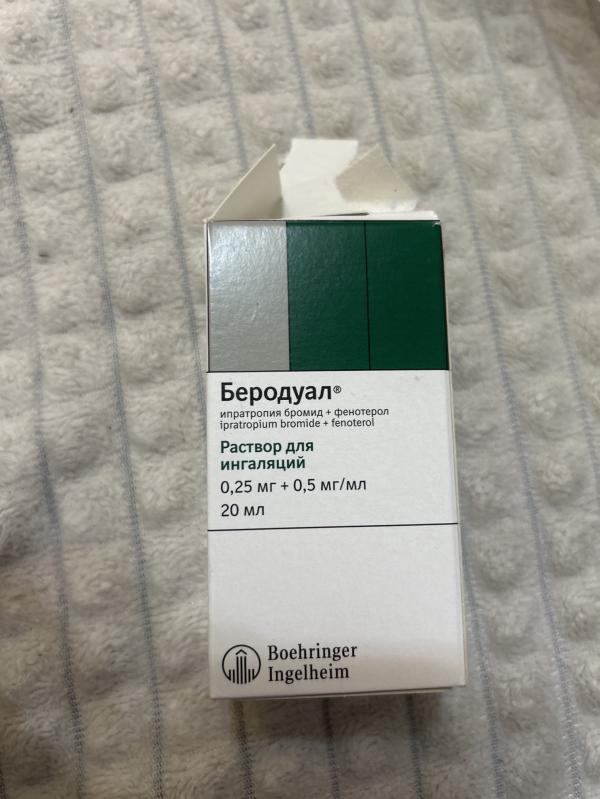 Беродуал®
ипратропия бромид + фенотерол
ipratropium bromide + fenoterol
Раствор для
ингаляций
0,25 мг + 0,5 мг/мл
20 мл
Boehringer
Ingelheim